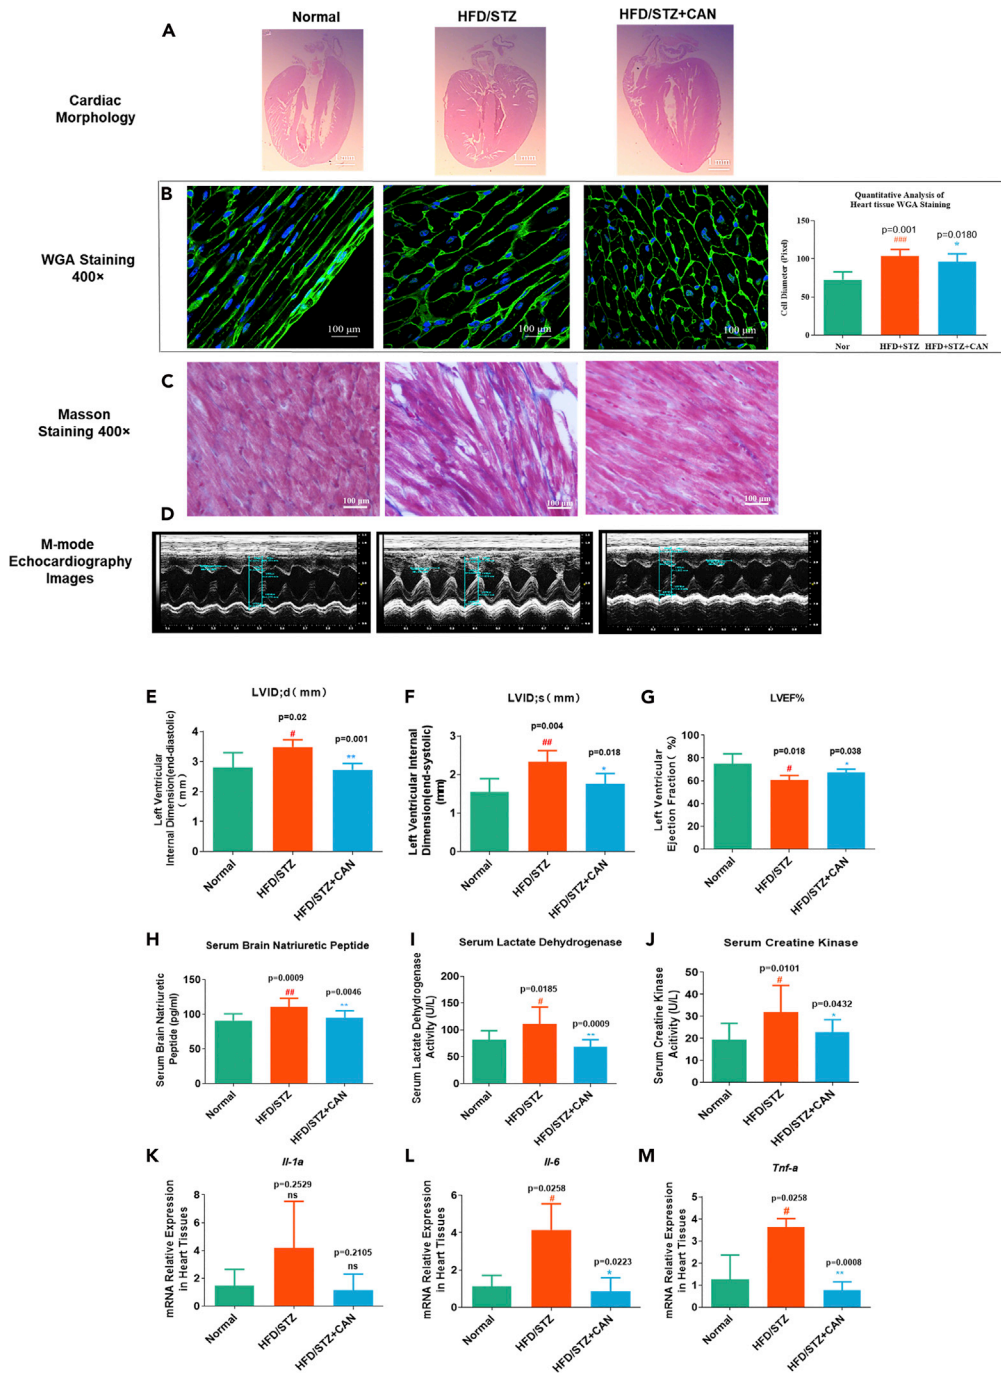 Normal
HFD/STZ
HFD/STZ+CAN
A
Cardiac
Morphology
1 mm
1 mm
1 mm
B
WGA Staining
400×
100 μm
100 μm
100 μm
Quantitative Analysis of
Heart tissue WGA Staining
p=0.001
###
p=0.0180
*
Cell Diameter (Pixel)
150
100
50
0
Nor
HFD+STZ
HFD+STZ+CAN
C
Masson
Staining 400×
100 μm
100 μm
100 μm
D
M-mode
Echocardiography
Images
E
LVID;d ( mm )
p=0.02
#
p=0.001
**
Left Ventricular
Internal Dimension(end-diastolic)
( mm )
4
3
2
1
0
Normal
HFD/STZ
HFD/STZ+CAN
F
LVID;s ( mm )
p=0.004
##
p=0.018
*
Left Ventricular Internal
Dimension(end-systolic)
(mm)
3
2
1
0
Normal
HFD/STZ
HFD/STZ+CAN
G
LVEF%
p=0.018
#
p=0.038
*
Left Ventricular
Ejection Fraction ( %)
100
80
60
40
20
0
Normal
HFD/STZ
HFD/STZ+CAN
H
Serum Brain Natriuretic Peptide
p=0.0009
##
p=0.0046
**
Serum Brain Natriuretic
Peptide (pg/ml)
150
100
50
0
Normal
HFD/STZ
HFD/STZ+CAN
I
Serum Lactate Dehydrogenase
p=0.0185
#
p=0.0009
**
Serum Lactate Dehydrogenase
Activity (U/L)
200
150
100
50
0
Normal
HFD/STZ
HFD/STZ+CAN
J
Serum Creatine Kinase
p=0.0101
#
p=0.0432
*
Serum Creatine Kinase
Acitivity (U/L)
50
40
30
20
10
0
Normal
HFD/STZ
HFD/STZ+CAN
K
Il-1a
p=0.2529
ns
p=0.2105
ns
mRNA Relative Expression
in Heart Tissues
8
6
4
2
0
Normal
HFD/STZ
HFD/STZ+CAN
L
Il-6
p=0.0258
#
p=0.0223
*
mRNA Relative Expression
in Heart Tissues
6
4
2
0
Normal
HFD/STZ
HFD/STZ+CAN
M
Tnf-a
p=0.0258
#
p=0.0008
**
mRNA Relative Expression
in Heart Tissues
5
4
3
2
1
0
Normal
HFD/STZ
HFD/STZ+CAN